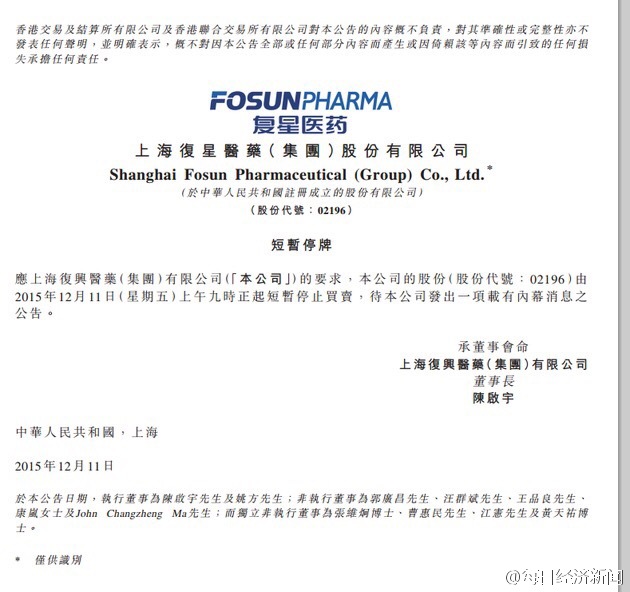 香港交易及結算所有限公司及香港聯合交易所有限公司對本公告的內容概不負責，對其準確性或完整性亦不
發表任何聲明，並明確表示，概不對因本公告全部或任何部分內容而產生或因倚賴該等內容而引致的任何損
失承擔任何責任。
FOSUNPHARMA
复星医药
上海復星醫藥（集團）股份有限公司
Shanghai Fosun Pharmaceutical (Group) Co., Ltd.*
（於中華人民共和國註冊成立的股份有限公司）
（股份代號：02196）
短暫停牌
應上海復興醫藥（集團）有限公司（「本公司」）的要求，本公司的股份（股份代號：02196）由
2015年12月11日（星期五）上午九時正起短暫停止買賣，待本公司發出一項載有內幕消息之
公告。
承董事會命
上海復興醫藥（集團）有限公司
董事長
陳啟宇
中華人民共和國，上海
2015年12月11日
於本公告日期，執行董事為陳啟宇先生及姚方先生；非執行董事為郭廣昌先生、汪群斌先生、王品良先生、
康嵐女士及John Changzheng Ma先生；而獨立非執行董事為張維炯博士、曹惠民先生、江憲先生及黃天祐博
士。
* 僅供識別
@每日经济新闻